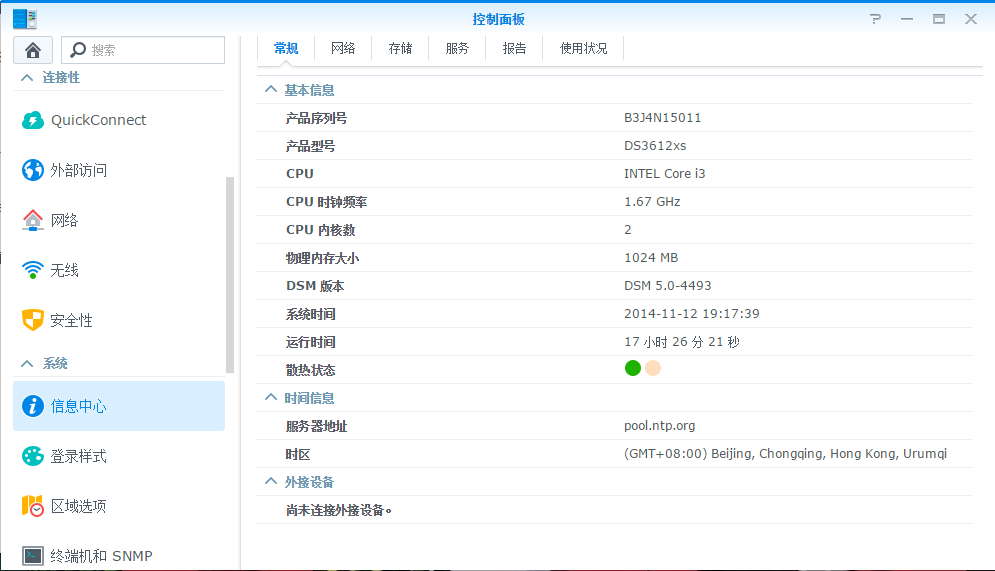 控制面板
搜索
常规 网络 存储 服务 报告 使用状况
连接性
QuickConnect
外部访问
网络
无线
安全性
系统
信息中心
登录样式
区域选项
终端机和 SNMP
基本信息
产品序列号 B3J4N15011
产品型号 DS3612xs
CPU INTEL Core i3
CPU 时钟频率 1.67 GHz
CPU 内核数 2
物理内存大小 1024 MB
DSM 版本 DSM 5.0-4493
系统时间 2014-11-12 19:17:39
运行时间 17 小时 26 分 21 秒
散热状态
时间信息
服务器地址 pool.ntp.org
时区 (GMT+08:00) Beijing, Chongqing, Hong Kong, Urumqi
外接设备
尚未连接外接设备。